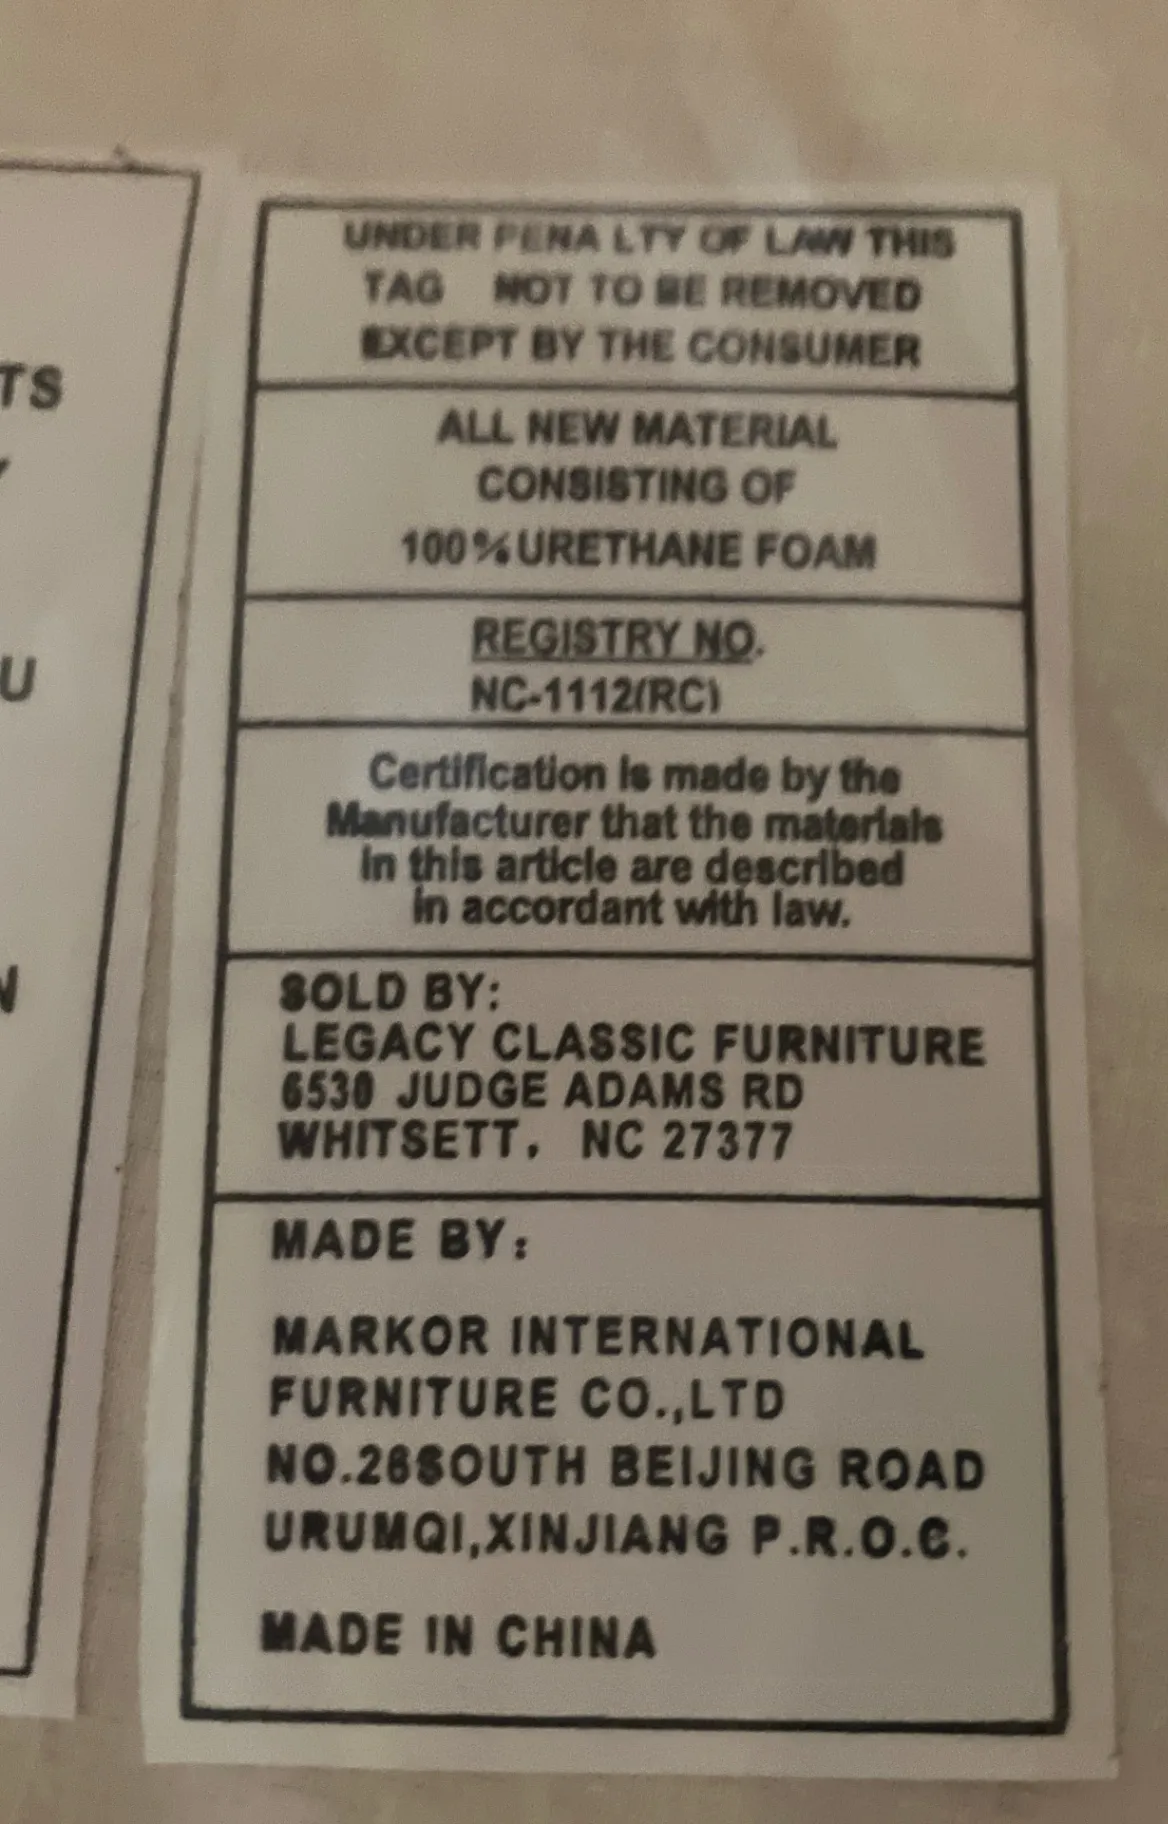 TS
U
N
UNDER PENA LTY OF LAW THIS
TAG NOT TO BE REMOVED
EXCEPT BY THE CONSUMER
ALL NEW MATERIAL
CONSISTING OF
100%URETHANE FOAM
REGISTRY NO.
NC-1112(RC)
Certification is made by the
Manufacturer that the materials
in this article are described
in accordant with law.
SOLD BY:
LEGACY CLASSIC FURNITURE
6530 JUDGE ADAMS RD
WHITSETT, NC 27377
MADE BY:
MARKOR INTERNATIONAL
FURNITURE CO.,LTD
NO.26SOUTH BEIJING ROAD
URUMQI,XINJIANG P.R.O.C.
MADE IN CHINA